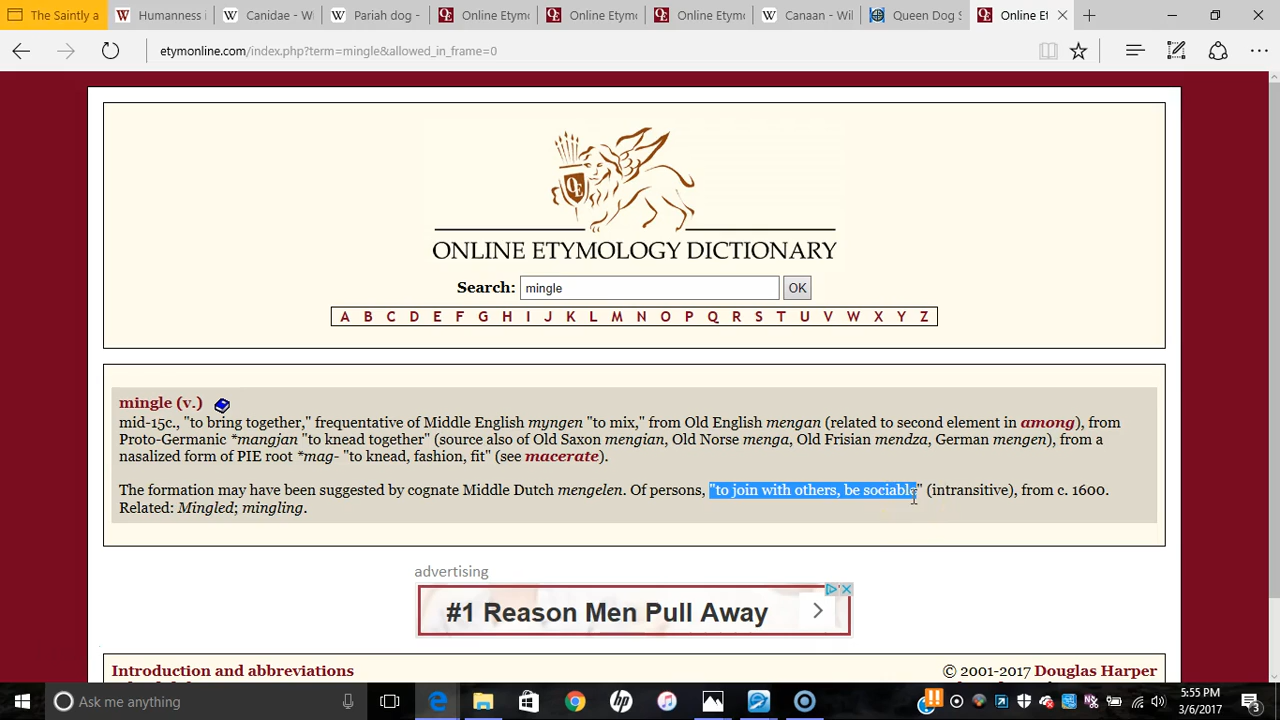 The Saintly a
Humanness i
Canidae - Wi
Pariah dog -
Online Etymo
Online Etymo
Online Etymo
Canaan - Wil
Queen Dog S
Online Et
etymonline.com/index.php?term=mingle&allowed_in_frame=0
OE
ONLINE ETYMOLOGY DICTIONARY
Search: mingle OK
A B C D E F G H I J K L M N O P Q R S T U V W X Y Z
mingle (v.)
mid-15c., "to bring together," frequentative of Middle English myngen "to mix," from Old English mengan (related to second element in among), from
Proto-Germanic *mangjan "to knead together" (source also of Old Saxon mengian, Old Norse menga, Old Frisian mendza, German mengen), from a
nasalized form of PIE root *mag- "to knead, fashion, fit" (see macerate).
The formation may have been suggested by cognate Middle Dutch mengelen. Of persons, "to join with others, be sociable" (intransitive), from c. 1600.
Related: Mingled; mingling.
advertising
#1 Reason Men Pull Away
Introduction and abbreviations
© 2001-2017 Douglas Harper
Ask me anything
5:55 PM
3/6/2017
3